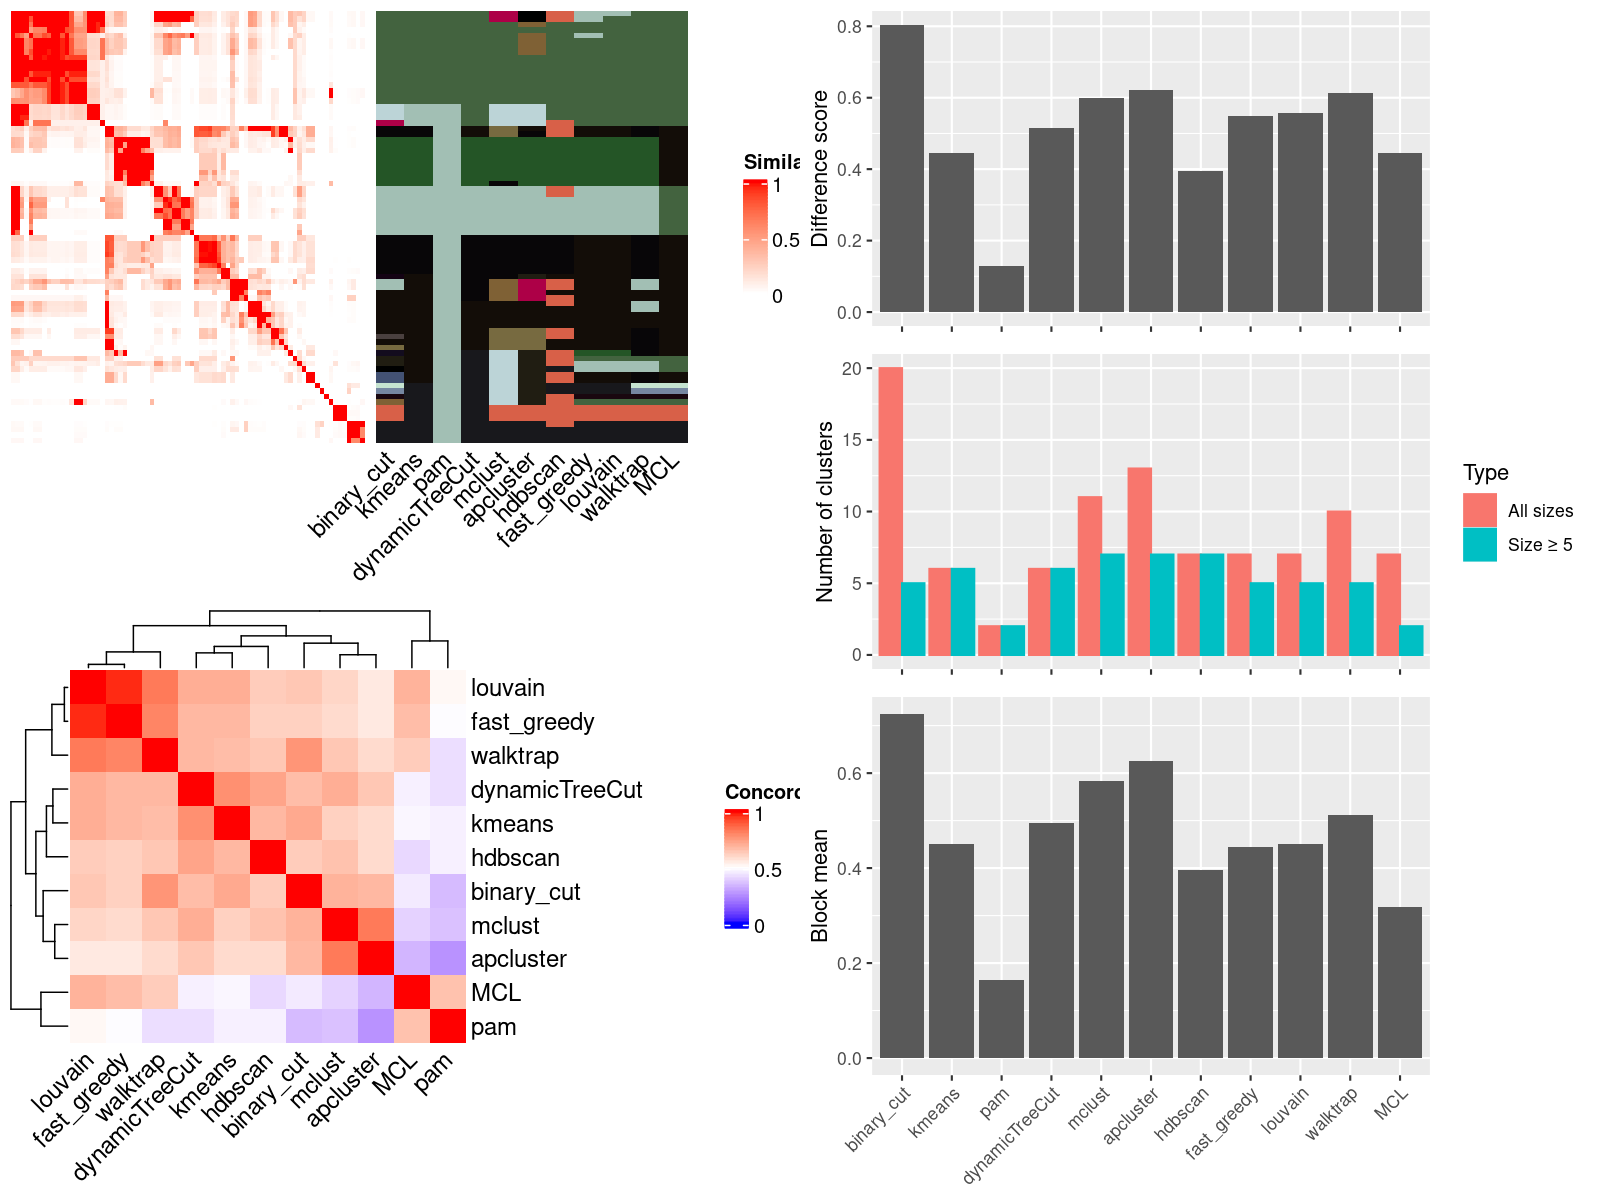 Simila
1
0.5
0
binary_cut
kmeans
pam
dynamicTreeCut
mclust
apcluster
hdbscan
fast_greedy
louvain
walktrap
MCL
louvain
fast_greedy
walktrap
dynamicTreeCut
kmeans
hdbscan
binary_cut
mclust
apcluster
MCL
pam
louvain
fast_greedy
walktrap
dynamicTreeCut
kmeans
hdbscan
binary_cut
mclust
apcluster
MCL
pam
Concord
1
0.5
0
Difference score
0.8
0.6
0.4
0.2
0.0
Number of clusters
20
15
10
5
0
Type
All sizes
Size ≥ 5
Block mean
0.6
0.4
0.2
0.0
binary_cut
kmeans
pam
dynamicTreeCut
mclust
apcluster
hdbscan
fast_greedy
louvain
walktrap
MCL